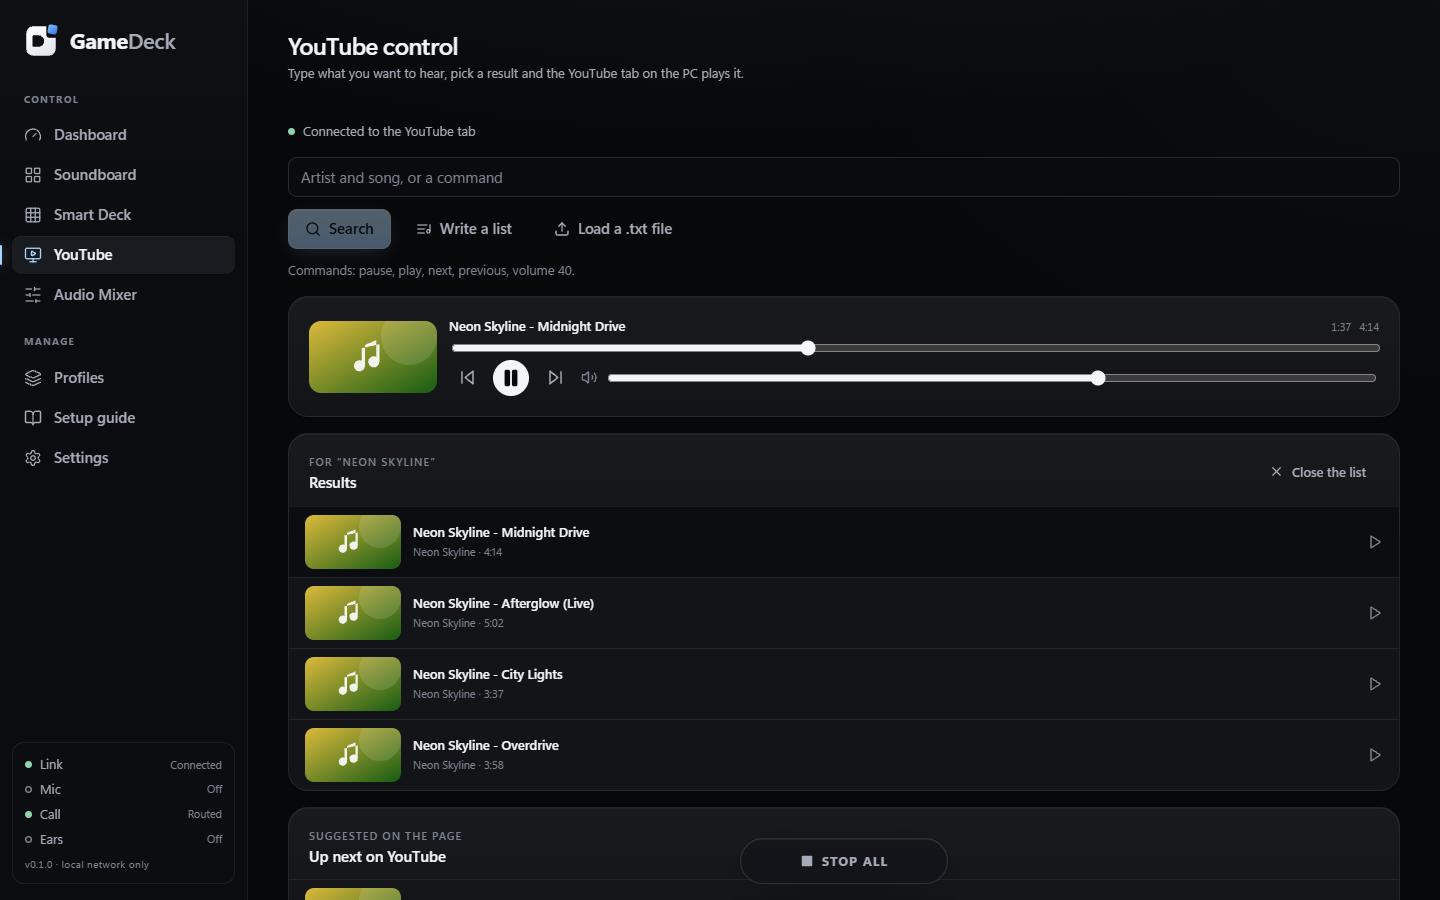 GameDeck
CONTROL
Dashboard
Soundboard
Smart Deck
YouTube
Audio Mixer
MANAGE
Profiles
Setup guide
Settings
Link Connected
Mic Off
Call Routed
Ears Off
v0.1.0 · local network only
YouTube control
Type what you want to hear, pick a result and the YouTube tab on the PC plays it.
Connected to the YouTube tab
Artist and song, or a command
Search Write a list Load a .txt file
Commands: pause, play, next, previous, volume 40.
Neon Skyline - Midnight Drive 1:37 4:14
FOR "NEON SKYLINE"
Results
Close the list
Neon Skyline - Midnight Drive
Neon Skyline · 4:14
Neon Skyline - Afterglow (Live)
Neon Skyline · 5:02
Neon Skyline - City Lights
Neon Skyline · 3:37
Neon Skyline - Overdrive
Neon Skyline · 3:58
SUGGESTED ON THE PAGE
Up next on YouTube
STOP ALL